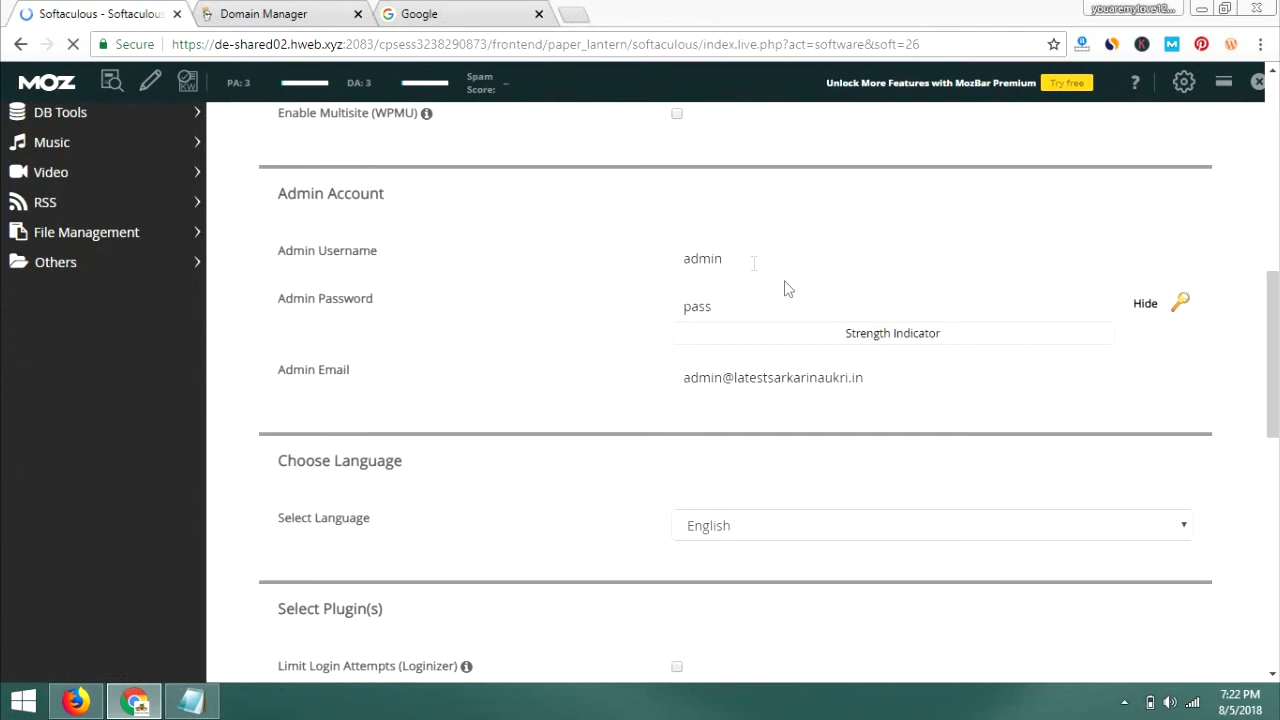 Softaculous - Softaculous
Domain Manager
Google
youaremylove12...
Secure
https://de-shared02.hweb.xyz:2083/cpsess3231290173/frontend/paper_lantern/softaculous/index.live.php?act=software&soft=26
MOZ
PA: 3
DA: 3
Spam Score: –
Unlock More Features with MozBar Premium
Try free
?
DB Tools
Music
Video
RSS
File Management
Others
Enable Multisite (WPMU)
Admin Account
Admin Username
admin
Admin Password
pass
Hide
Strength Indicator
Admin Email
admin@latestsarkarinaukri.in
Choose Language
Select Language
English
Select Plugin(s)
Limit Login Attempts (Loginizer)
7:22 PM
8/5/2018